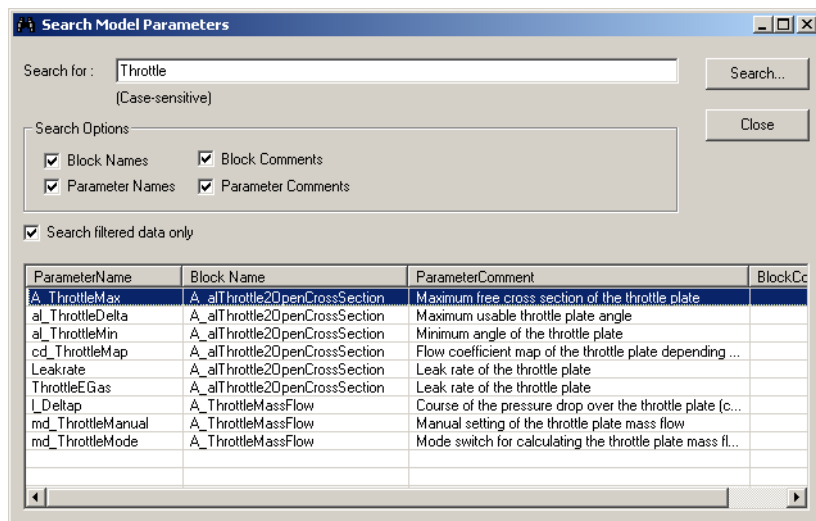 Search Model Parameters
Search for : Throttle Search...
(Case-sensitive)
Close
Search Options
Block Names Block Comments
Parameter Names Parameter Comments
Search filtered data only
ParameterName Block Name ParameterComment BlockCo
A_ThrottleMax A_alThrottle2OpenCrossSection Maximum free cross section of the throttle plate
al_ThrottleDelta A_alThrottle2OpenCrossSection Maximum usable throttle plate angle
al_ThrottleMin A_alThrottle2OpenCrossSection Minimum angle of the throttle plate
cd_ThrottleMap A_alThrottle2OpenCrossSection Flow coefficient map of the throttle plate depending ...
Leakrate A_alThrottle2OpenCrossSection Leak rate of the throttle plate
ThrottleEGas A_alThrottle2OpenCrossSection Leak rate of the throttle plate
l_Deltap A_ThrottleMassFlow Course of the pressure drop over the throttle plate (c...
md_ThrottleManual A_ThrottleMassFlow Manual setting of the throttle plate mass flow
md_ThrottleMode A_ThrottleMassFlow Mode switch for calculating the throttle plate mass fl...